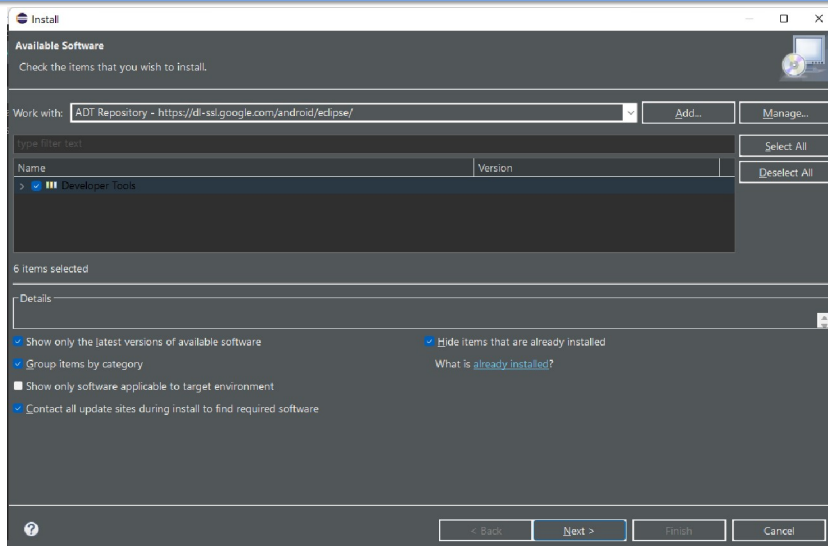 Install
Available Software
Check the items that you wish to install.
Work with: ADT Repository - https://dl-ssl.google.com/android/eclipse/ Add... Manage...
type filter text Select All
Name Version Deselect All
Developer Tools
6 items selected
Details
Show only the latest versions of available software Hide items that are already installed
Group items by category What is already installed?
Show only software applicable to target environment
Contact all update sites during install to find required software
? < Back Next > Finish Cancel